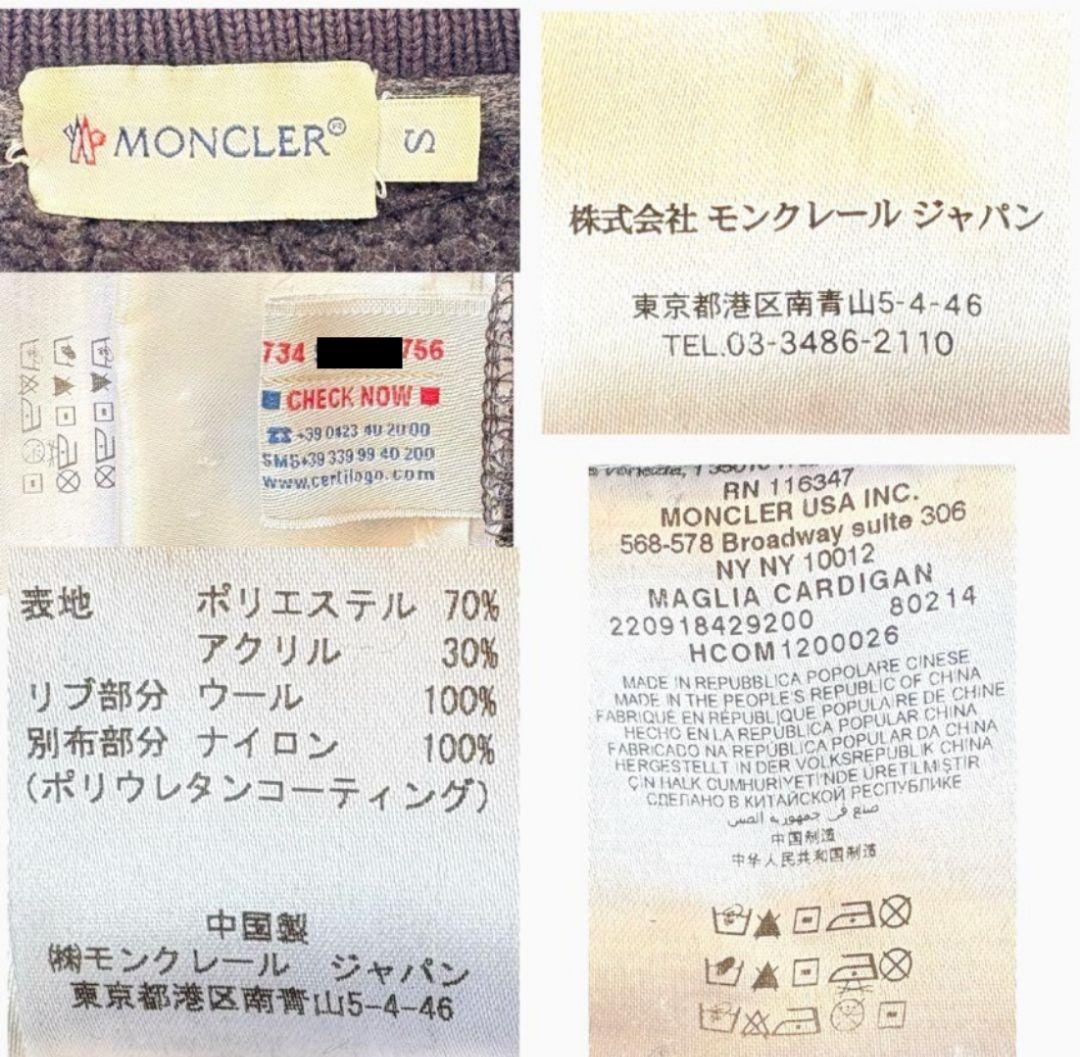 MONCLER®
S
734 756
CHECK NOW
+39 0423 40 20 00
SMS+39 339 99 40 200
www.certilogo.com
表地 ポリエステル 70%
アクリル 30%
リブ部分 ウール 100%
別布部分 ナイロン 100%
(ポリウレタンコーティング)
中国製
㈱モンクレール ジャパン
東京都港区南青山5-4-46
株式会社 モンクレール ジャパン
東京都港区南青山5-4-46
TEL.03-3486-2110
RN 116347
MONCLER USA INC.
568-578 Broadway suite 306
NY NY 10012
MAGLIA CARDIGAN
220918429200 80214
HCOM1200026
MADE IN REPUBBLICA POPOLARE CINESE
MADE IN THE PEOPLE'S REPUBLIC OF CHINA
FABRIQUÉ EN RÉPUBLIQUE POPULAIRE DE CHINE
HECHO EN LA REPÚBLICA POPULAR CHINA
FABRICADO NA REPÚBLICA POPULAR DA CHINA
HERGESTELLT IN DER VOLKSREPUBLIK CHINA
ÇIN HALK CUMHURIYETI'NDE ÜRETILMIŞTIR
СДЕЛАНО В КИТАЙСКОЙ РЕСПУБЛИКЕ
صنع في جمهورية الصين
中国制造
中华人民共和国制造